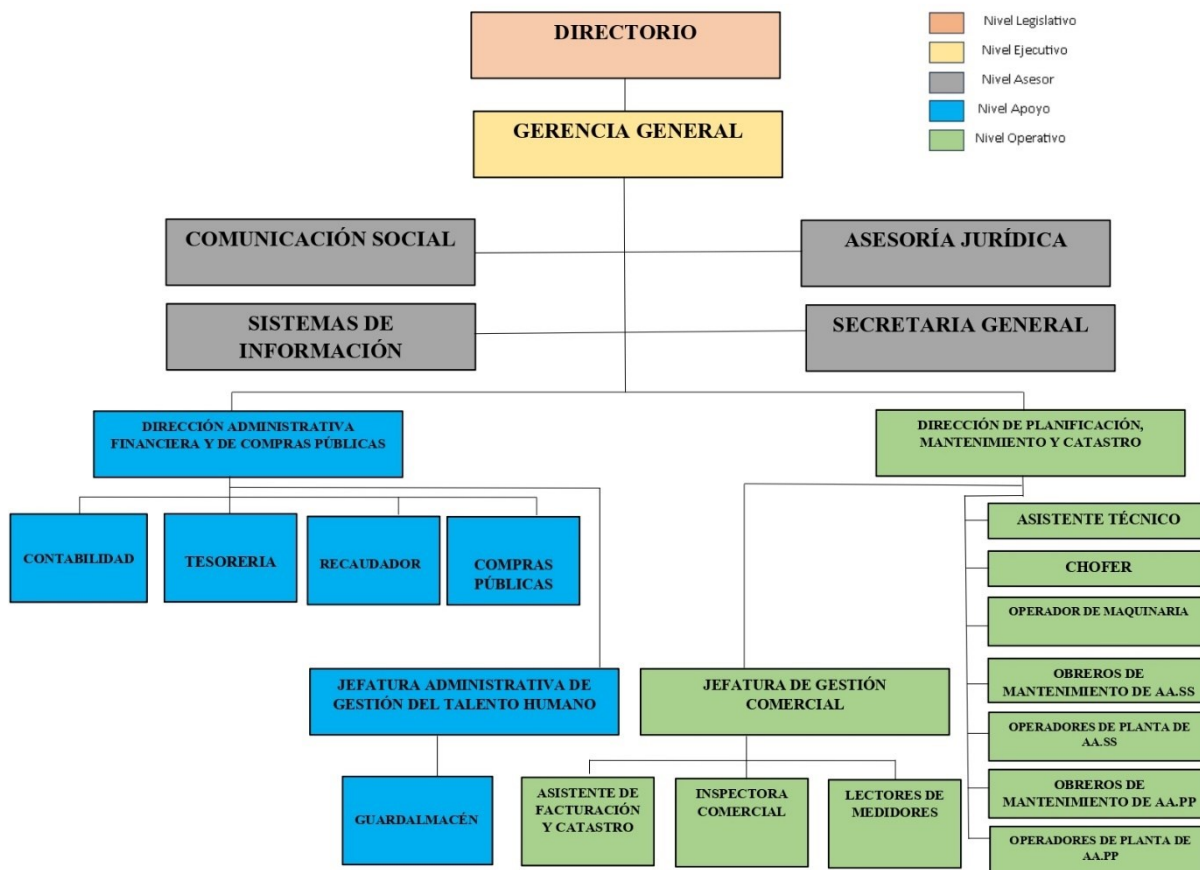 DIRECTORIO
Nivel Legislativo
Nivel Ejecutivo
Nivel Asesor
Nivel Apoyo
Nivel Operativo
GERENCIA GENERAL
COMUNICACIÓN SOCIAL
ASESORÍA JURÍDICA
SISTEMAS DE
INFORMACIÓN
SECRETARIA GENERAL
DIRECCIÓN ADMINISTRATIVA
FINANCIERA Y DE COMPRAS PÚBLICAS
DIRECCIÓN DE PLANIFICACIÓN,
MANTENIMIENTO Y CATASTRO
CONTABILIDAD
TESORERIA
RECAUDADOR
COMPRAS
PÚBLICAS
ASISTENTE TÉCNICO
CHOFER
OPERADOR DE MAQUINARIA
OBREROS DE
MANTENIMIENTO DE AA.SS
OPERADORES DE PLANTA DE
AA.SS
OBREROS DE
MANTENIMIENTO DE AA.PP
OPERADORES DE PLANTA DE
AA.PP
JEFATURA ADMINISTRATIVA DE
GESTIÓN DEL TALENTO HUMANO
JEFATURA DE GESTIÓN
COMERCIAL
GUARDALMACÉN
ASISTENTE DE
FACTURACIÓN
Y CATASTRO
INSPECTORA
COMERCIAL
LECTORES DE
MEDIDORES